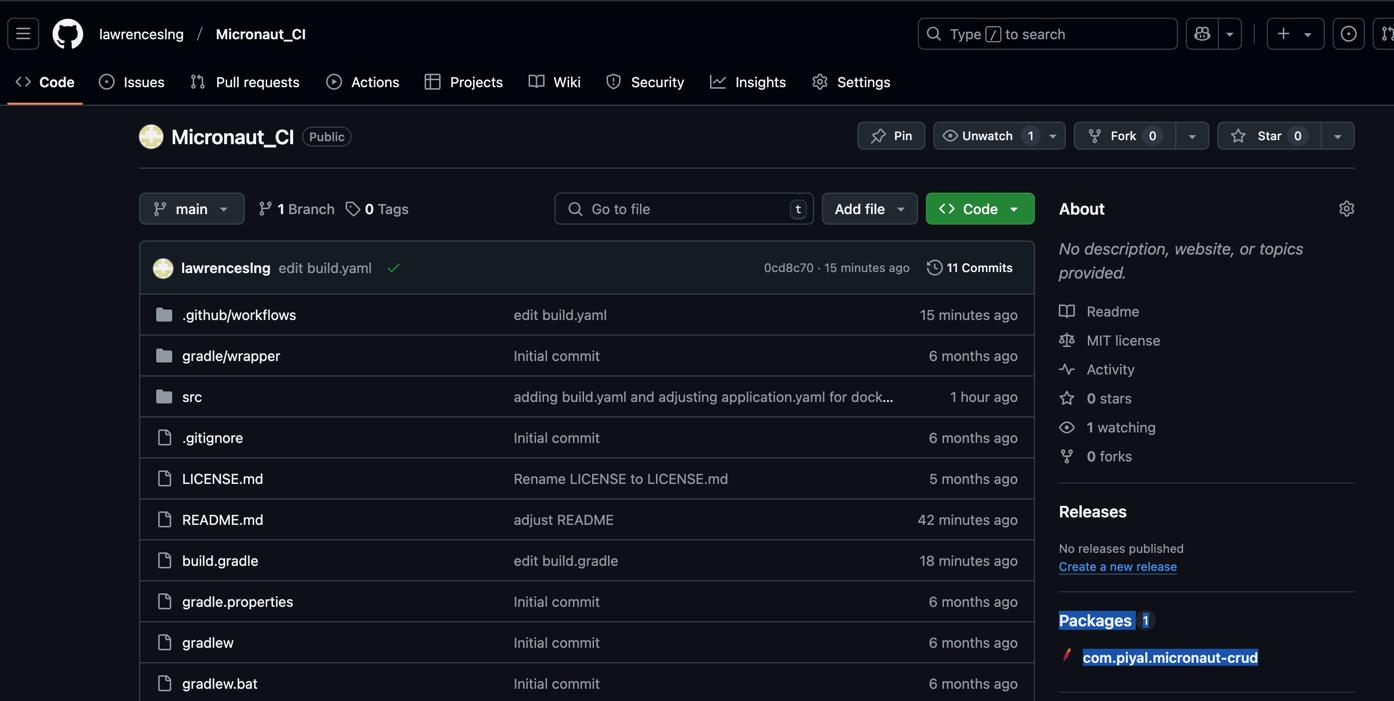 lawrenceslng / Micronaut_CI
Type / to search
Code Issues Pull requests Actions Projects Wiki Security Insights Settings
Micronaut_CI Public
Pin Unwatch 1 Fork 0 Star 0
main 1 Branch 0 Tags
Go to file t Add file Code
lawrenceslng edit build.yaml 0cd8c70 · 15 minutes ago 11 Commits
.github/workflows edit build.yaml 15 minutes ago
gradle/wrapper Initial commit 6 months ago
src adding build.yaml and adjusting application.yaml for dock... 1 hour ago
.gitignore Initial commit 6 months ago
LICENSE.md Rename LICENSE to LICENSE.md 5 months ago
README.md adjust README 42 minutes ago
build.gradle edit build.gradle 18 minutes ago
gradle.properties Initial commit 6 months ago
gradlew Initial commit 6 months ago
gradlew.bat Initial commit 6 months ago
About
No description, website, or topics
provided.
Readme
MIT license
Activity
0 stars
1 watching
0 forks
Releases
No releases published
Create a new release
Packages 1
com.piyal.micronaut-crud